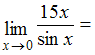 lim x→0 15x / sin x =